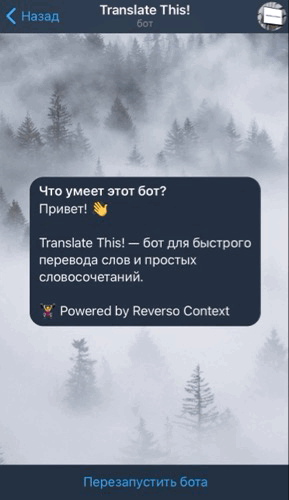 Назад
Translate This!
бот
Что умеет этот бот?
Привет! 👋
Translate This! — бот для быстрого
перевода слов и простых
словосочетаний.
🏋️‍♀️ Powered by Reverso Context
Перезапустить бота